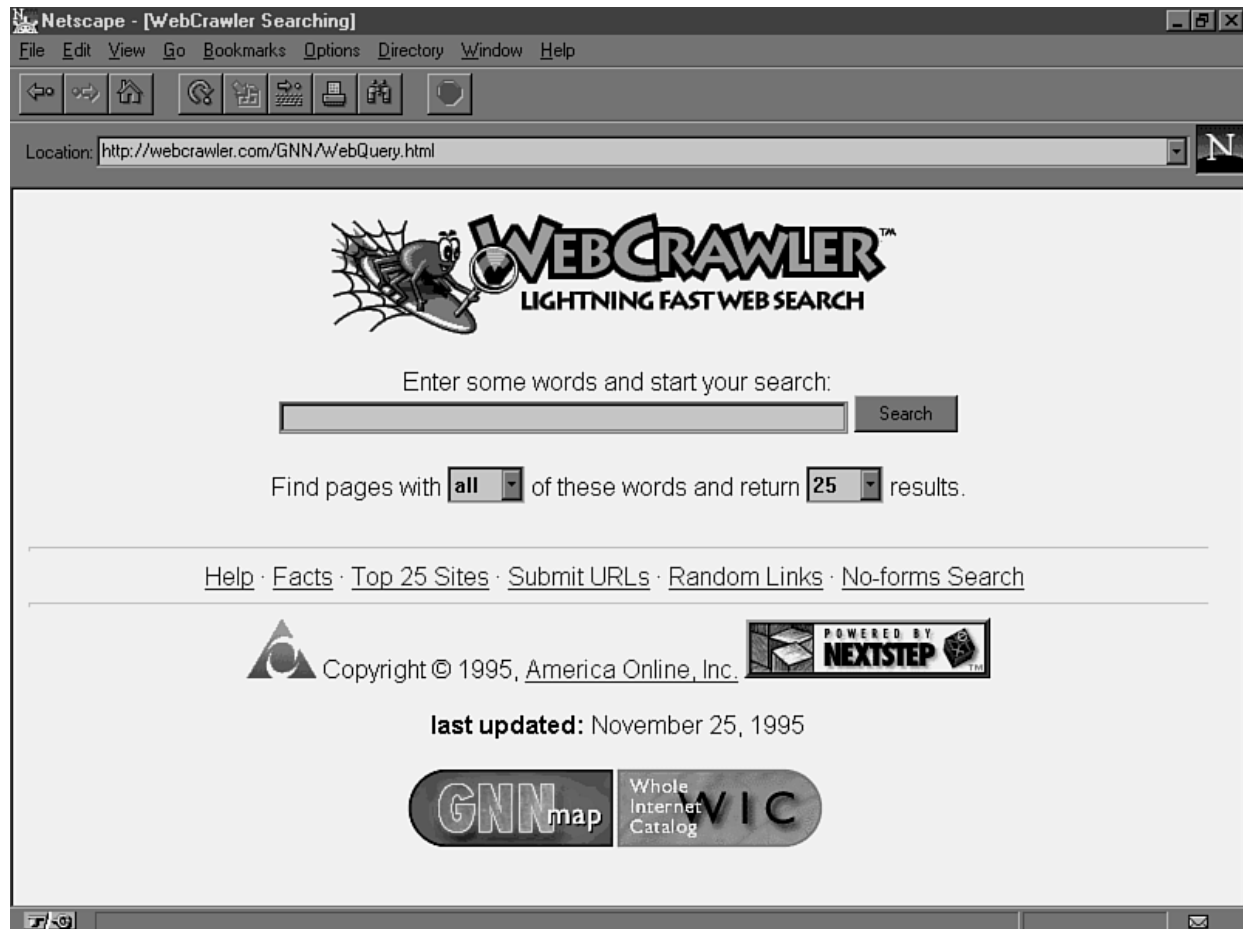 Netscape - [WebCrawler Searching]
File Edit View Go Bookmarks Options Directory Window Help
Location: http://webcrawler.com/GNN/WebQuery.html
N
WEBCRAWLER™
LIGHTNING FAST WEB SEARCH
Enter some words and start your search:
Search
Find pages with all of these words and return 25 results.
Help · Facts · Top 25 Sites · Submit URLs · Random Links · No-forms Search
Copyright © 1995, America Online, Inc.
POWERED BY
NEXTSTEP
TM
last updated: November 25, 1995
GNN map
Whole
Internet
Catalog
WIC